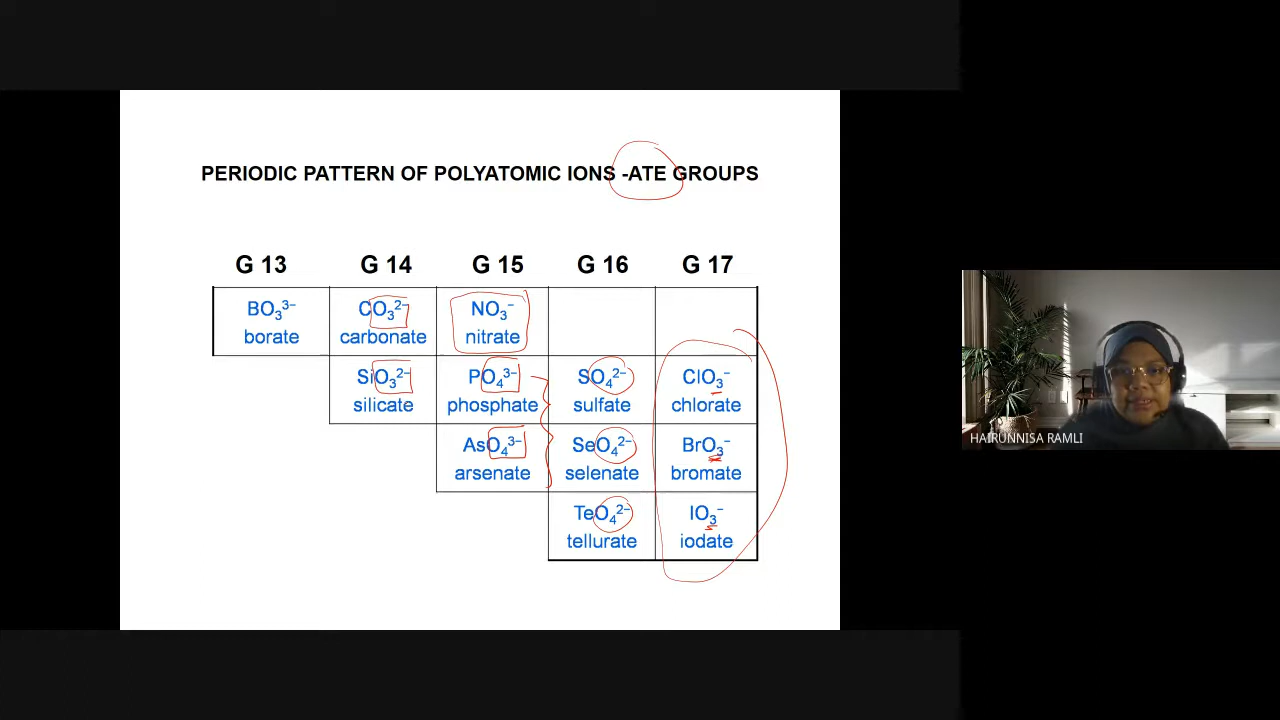 PERIODIC PATTERN OF POLYATOMIC IONS -ATE GROUPS
G 13 G 14 G 15 G 16 G 17
BO₃³⁻ CO₃²⁻ NO₃⁻
borate carbonate nitrate
SiO₃²⁻ PO₄³⁻ SO₄²⁻ ClO₃⁻
silicate phosphate sulfate chlorate
AsO₄³⁻ SeO₄²⁻ BrO₃⁻
arsenate selenate bromate
TeO₄²⁻ IO₃⁻
tellurate iodate
HAIRUNNISA RAMLI